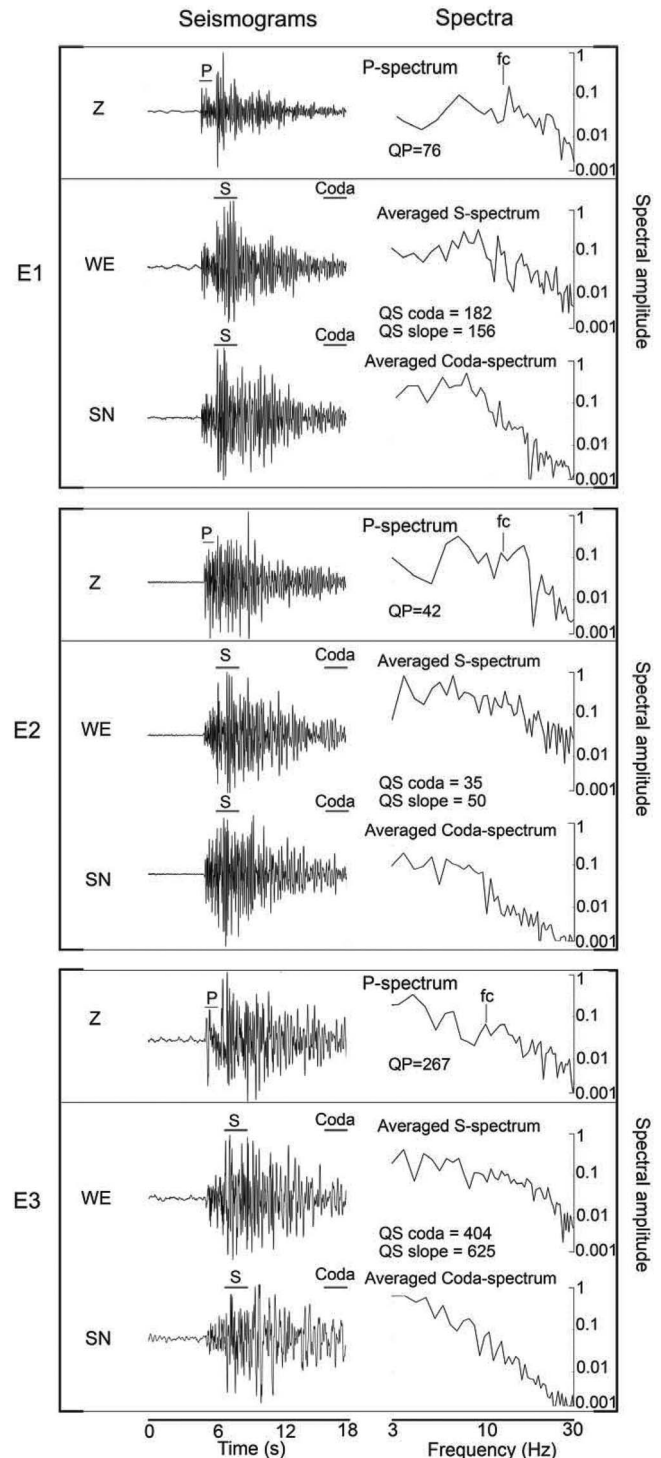 Seismograms Spectra
E1
Z
P
P-spectrum
fc
QP=76
1
0.1
0.01
0.001
WE
S Coda
Averaged S-spectrum
QS coda = 182
QS slope = 156
1
0.1
0.01
0.001
SN
S Coda
Averaged Coda-spectrum
1
0.1
0.01
0.001
Spectral amplitude
E2
Z
P
P-spectrum
fc
QP=42
1
0.1
0.01
0.001
WE
S Coda
Averaged S-spectrum
QS coda = 35
QS slope = 50
1
0.1
0.01
0.001
SN
S Coda
Averaged Coda-spectrum
1
0.1
0.01
0.001
Spectral amplitude
E3
Z
P
P-spectrum
fc
QP=267
1
0.1
0.01
0.001
WE
S Coda
Averaged S-spectrum
QS coda = 404
QS slope = 625
1
0.1
0.01
0.001
SN
S Coda
Averaged Coda-spectrum
1
0.1
0.01
0.001
Spectral amplitude
0 6 12 18
Time (s)
3 10 30
Frequency (Hz)